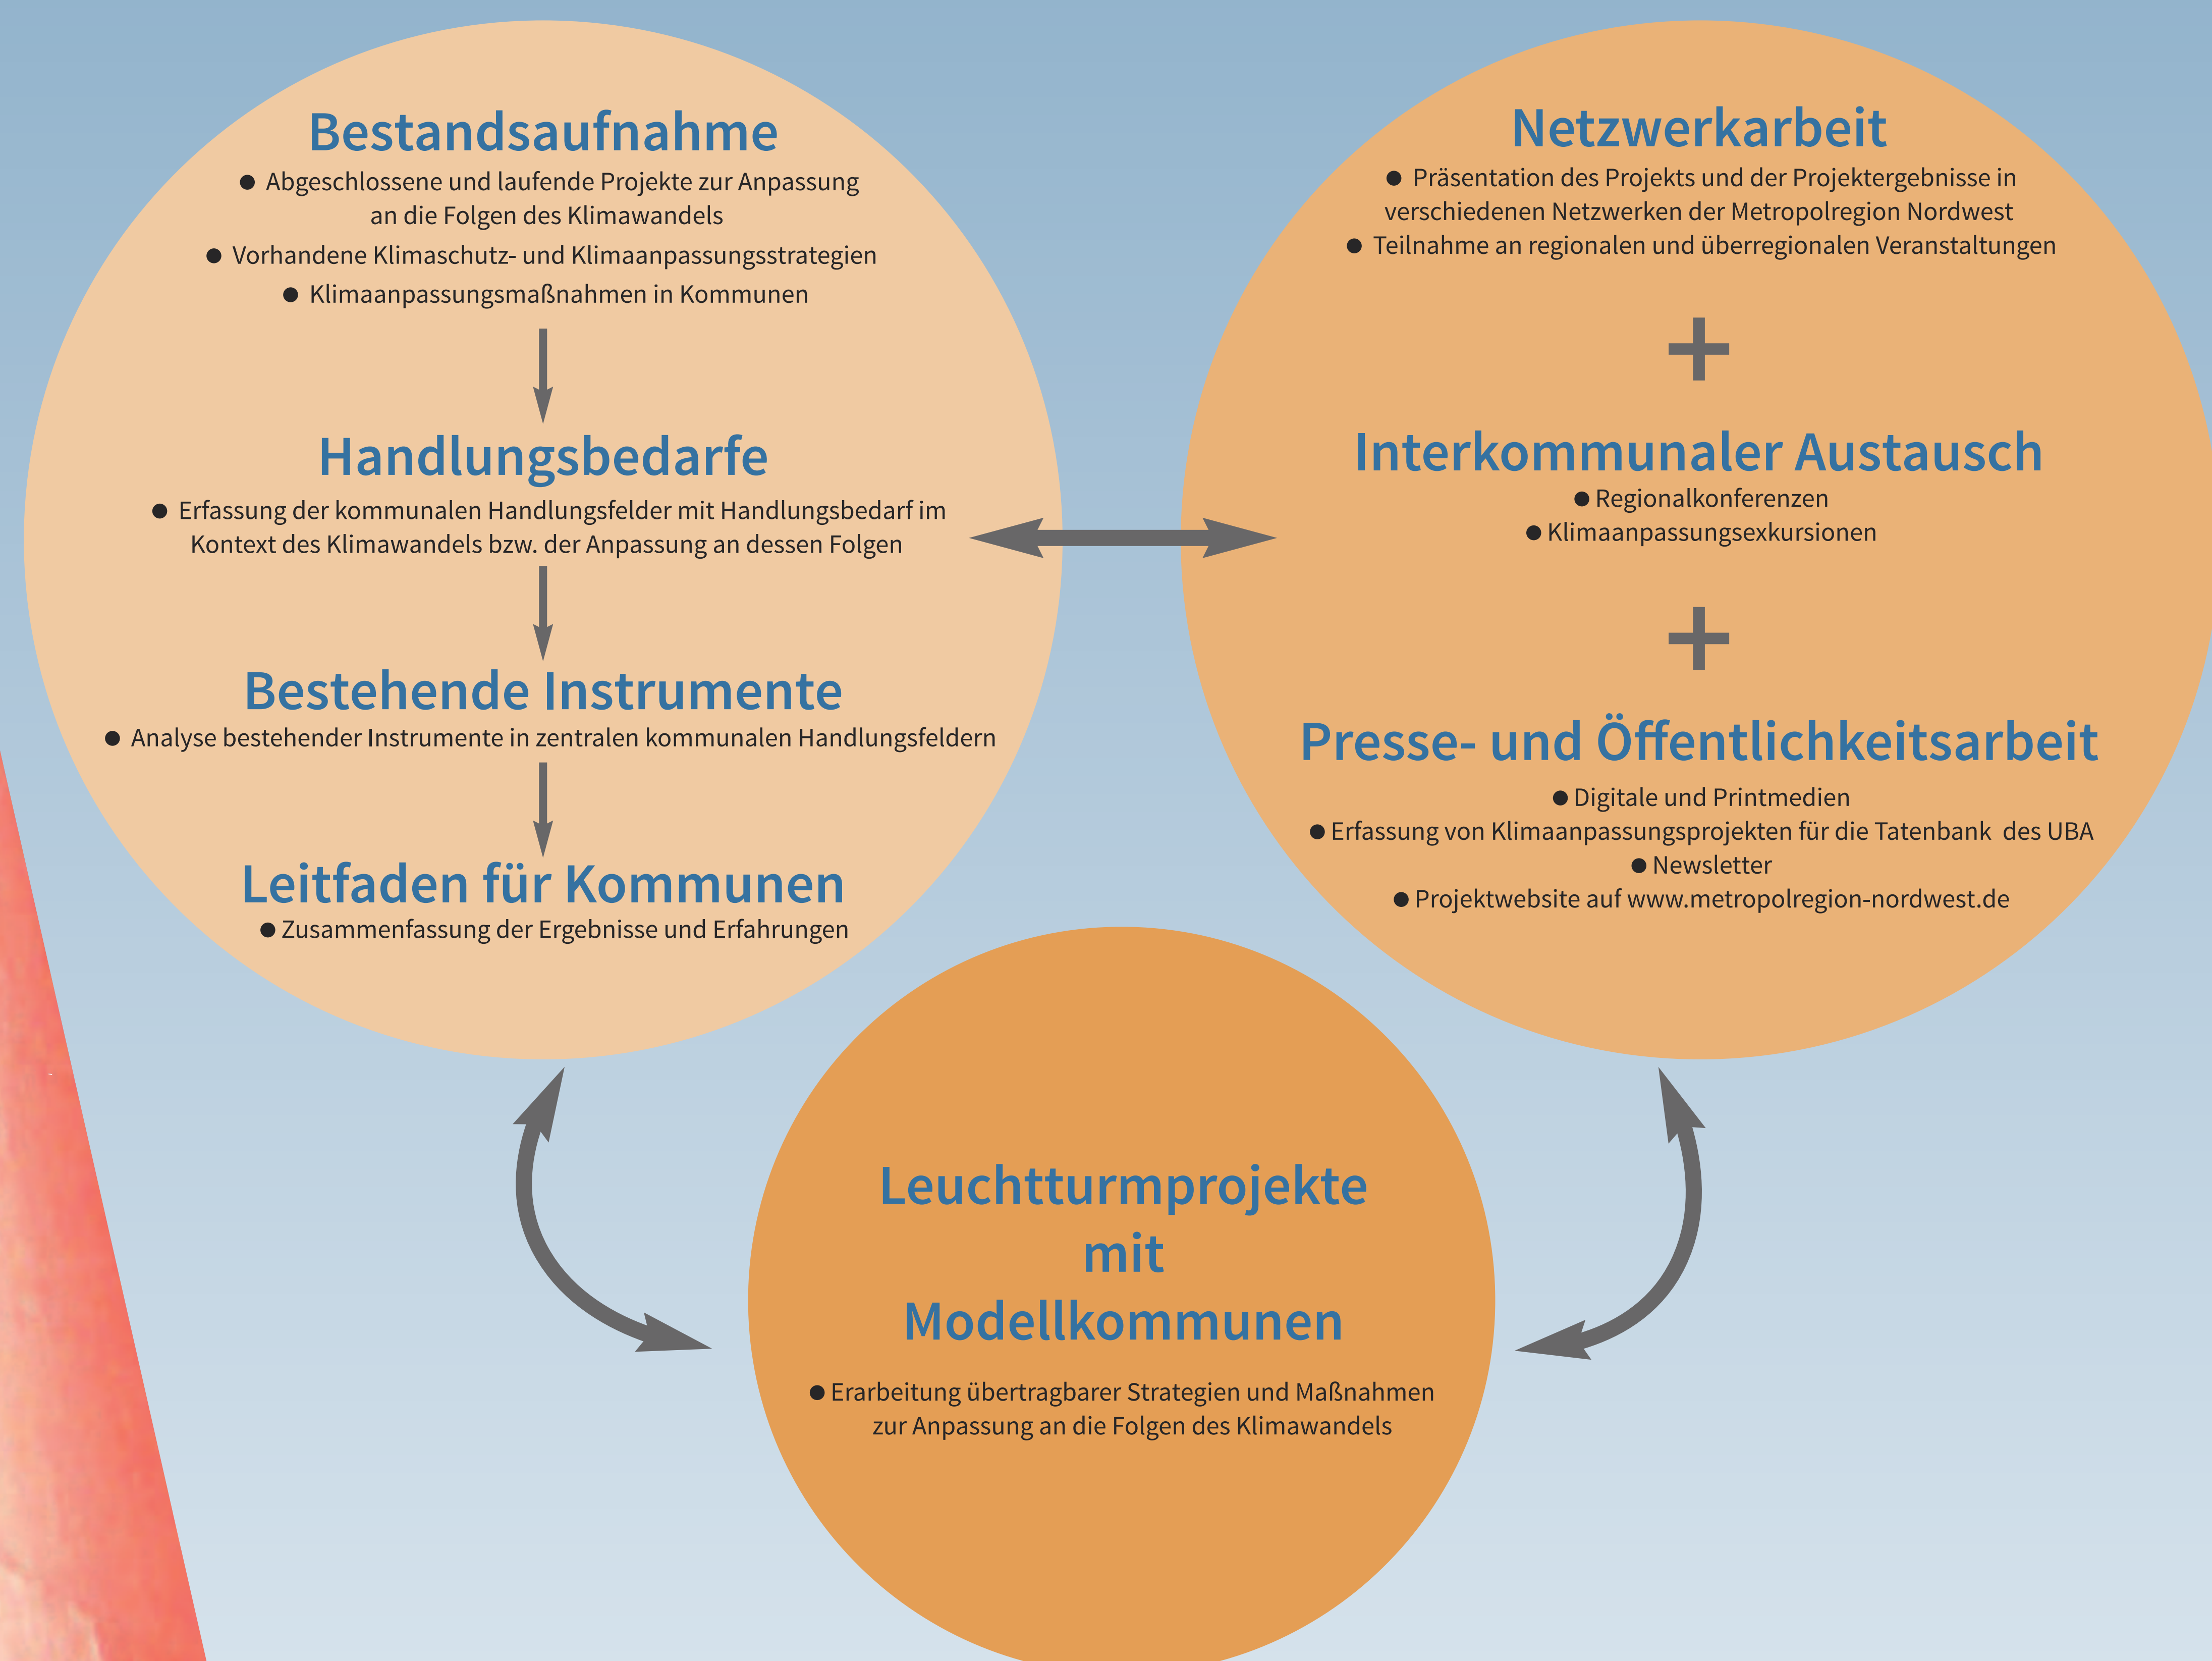 Bestandsaufnahme
● Abgeschlossene und laufende Projekte zur Anpassung
an die Folgen des Klimawandels
● Vorhandene Klimaschutz- und Klimaanpassungsstrategien
● Klimaanpassungsmaßnahmen in Kommunen
Handlungsbedarfe
● Erfassung der kommunalen Handlungsfelder mit Handlungsbedarf im
Kontext des Klimawandels bzw. der Anpassung an dessen Folgen
Bestehende Instrumente
● Analyse bestehender Instrumente in zentralen kommunalen Handlungsfeldern
Leitfaden für Kommunen
● Zusammenfassung der Ergebnisse und Erfahrungen
Netzwerkarbeit
● Präsentation des Projekts und der Projektergebnisse in
verschiedenen Netzwerken der Metropolregion Nordwest
● Teilnahme an regionalen und überregionalen Veranstaltungen
+
Interkommunaler Austausch
● Regionalkonferenzen
● Klimaanpassungsexkursionen
+
Presse- und Öffentlichkeitsarbeit
● Digitale und Printmedien
● Erfassung von Klimaanpassungsprojekten für die Tatenbank des UBA
● Newsletter
● Projektwebsite auf www.metropolregion-nordwest.de
Leuchtturmprojekte
mit
Modellkommunen
● Erarbeitung übertragbarer Strategien und Maßnahmen
zur Anpassung an die Folgen des Klimawandels